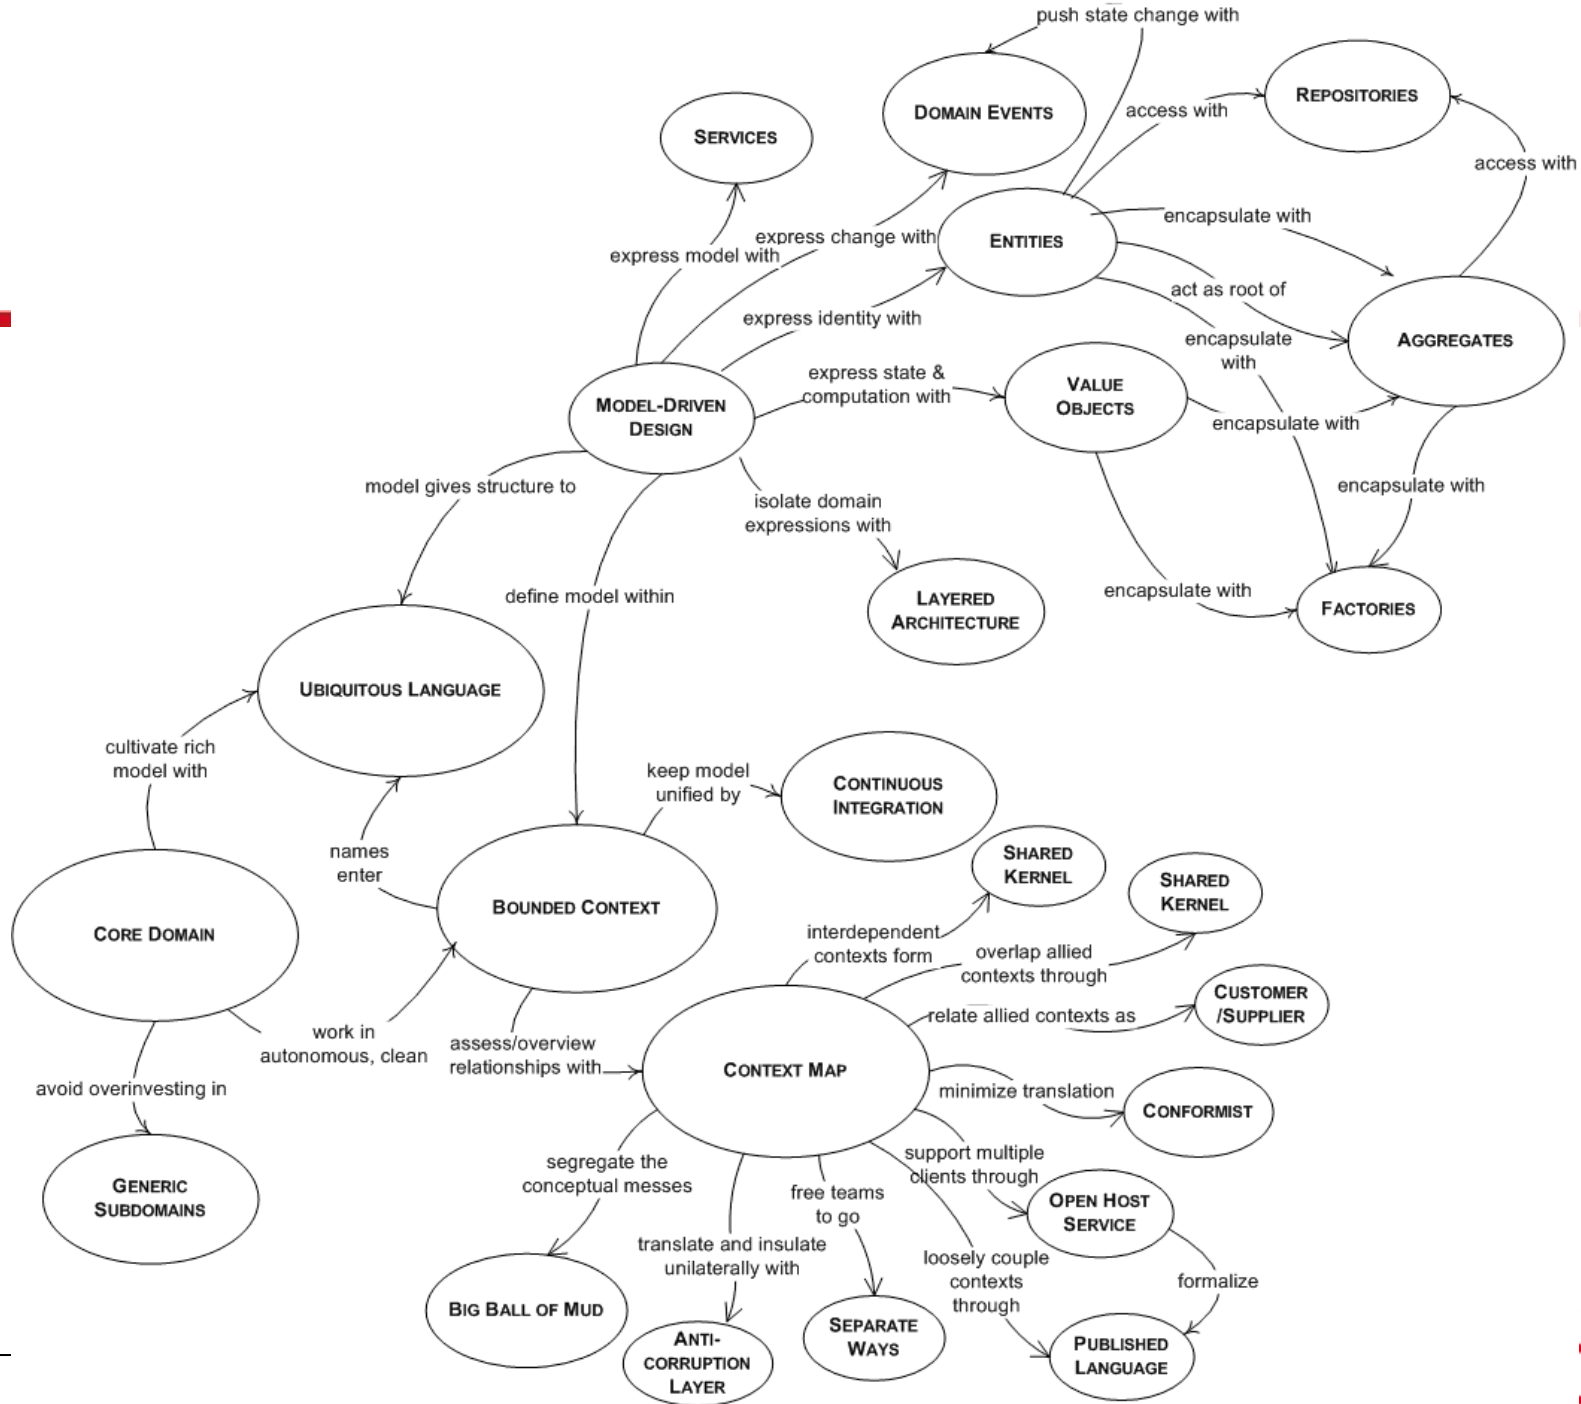 push state change with
DOMAIN EVENTS
REPOSITORIES
access with
SERVICES
access with
encapsulate with
express change with
ENTITIES
express model with
act as root of
express identity with
encapsulate
with
AGGREGATES
express state &
computation with
VALUE
OBJECTS
MODEL-DRIVEN
DESIGN
encapsulate with
model gives structure to
encapsulate with
isolate domain
expressions with
define model within
encapsulate with
LAYERED
ARCHITECTURE
FACTORIES
UBIQUITOUS LANGUAGE
cultivate rich
model with
keep model
unified by
CONTINUOUS
INTEGRATION
names
enter
SHARED
KERNEL
SHARED
KERNEL
BOUNDED CONTEXT
CORE DOMAIN
interdependent
contexts form
overlap allied
contexts through
CUSTOMER
/SUPPLIER
relate allied contexts as
work in
autonomous, clean
assess/overview
relationships with
CONTEXT MAP
avoid overinvesting in
minimize translation
CONFORMIST
segregate the
conceptual messes
support multiple
clients through
GENERIC
SUBDOMAINS
free teams
to go
OPEN HOST
SERVICE
translate and insulate
unilaterally with
loosely couple
contexts
through
formalize
BIG BALL OF MUD
ANTI-
CORRUPTION
LAYER
SEPARATE
WAYS
PUBLISHED
LANGUAGE